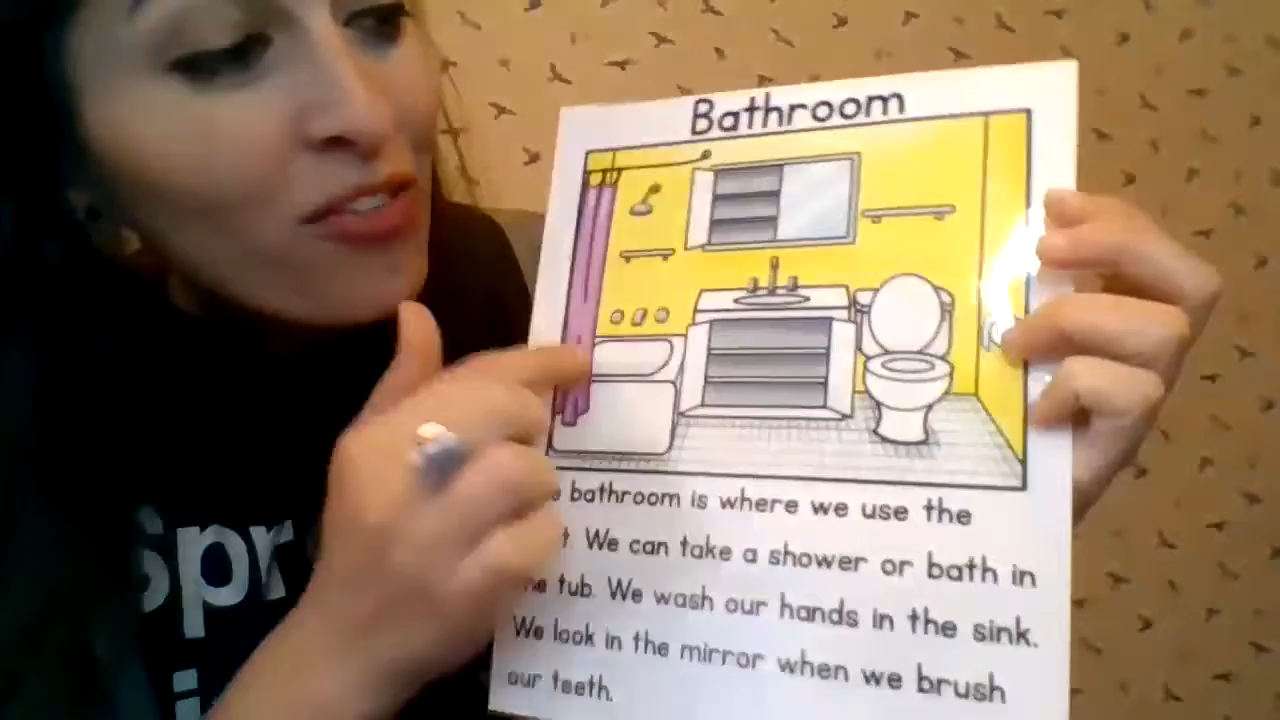 Bathroom
bathroom is where we use the
We can take a shower or bath in
tub. We wash our hands in the sink.
We look in the mirror when we brush
our teeth.
Spr